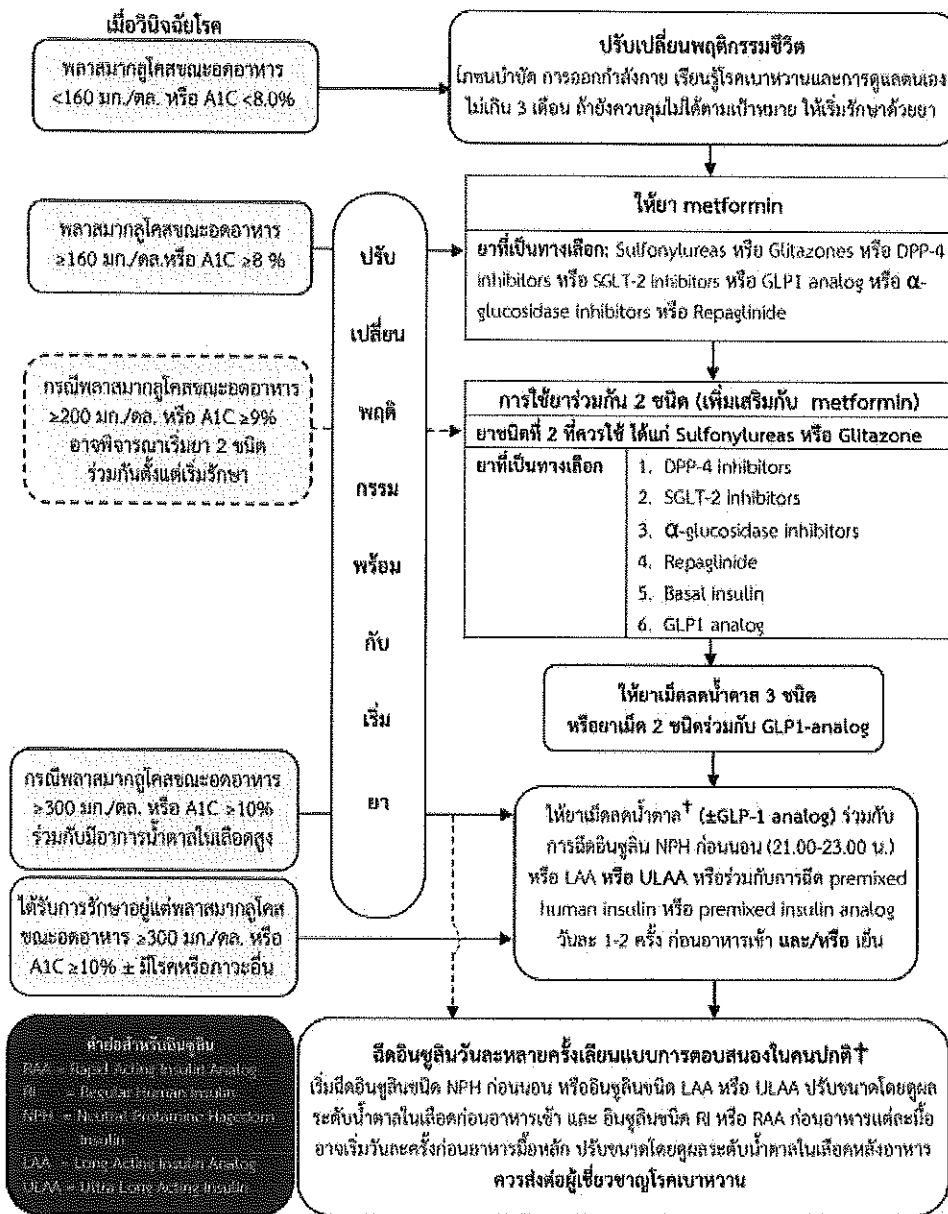 เมื่อวินิจฉัยโรค
พลาสมากลูโคสขณะอดอาหาร
<160 มก./ดล. หรือ A1C <8.0%
ปรับเปลี่ยนพฤติกรรมชีวิต
โภชนบำบัด การออกกำลังกาย เรียนรู้โรคเบาหวานและการดูแลตนเอง
ไม่เกิน 3 เดือน ถ้ายังควบคุมไม่ได้ตามเป้าหมาย ให้เริ่มรักษาด้วยยา
พลาสมากลูโคสขณะอดอาหาร
≥160 มก./ดล.หรือ A1C ≥8 %
ให้ยา metformin
ยาที่เป็นทางเลือก: Sulfonylureas หรือ Glitazones หรือ DPP-4
inhibitors หรือ SGLT-2 inhibitors หรือ GLP1 analog หรือ α-
glucosidase inhibitors หรือ Repaglinide
ปรับ
เปลี่ยน
พฤติ
กรรม
พร้อม
กับ
เริ่ม
ยา
กรณีพลาสมากลูโคสขณะอดอาหาร
≥200 มก./ดล. หรือ A1C ≥9%
อาจพิจารณาเริ่มยา 2 ชนิด
ร่วมกันตั้งแต่เริ่มรักษา
การใช้ยาร่วมกัน 2 ชนิด (เพิ่มเสริมกับ metformin)
ยาชนิดที่ 2 ที่ควรใช้ ได้แก่ Sulfonylureas หรือ Glitazone
ยาที่เป็นทางเลือก
1. DPP-4 inhibitors
2. SGLT-2 inhibitors
3. α-glucosidase inhibitors
4. Repaglinide
5. Basal insulin
6. GLP1 analog
ให้ยาเม็ดลดน้ำตาล 3 ชนิด
หรือยาเม็ด 2 ชนิดร่วมกับ GLP1-analog
กรณีพลาสมากลูโคสขณะอดอาหาร
≥300 มก./ดล. หรือ A1C ≥10%
ร่วมกับมีอาการน้ำตาลในเลือดสูง
ให้ยาเม็ดลดน้ำตาล† (±GLP-1 analog) ร่วมกับ
การฉีดอินซูลิน NPH ก่อนนอน (21.00-23.00 น.)
หรือ LAA หรือ ULAA หรือร่วมกับการฉีด premixed
human insulin หรือ premixed insulin analog
วันละ 1-2 ครั้ง ก่อนอาหารเช้า และ/หรือ เย็น
ได้รับการรักษาอยู่แต่พลาสมากลูโคส
ขณะอดอาหาร ≥300 มก./ดล. หรือ
A1C ≥10% ± มีโรคหรือภาวะอื่น
คำย่อสำหรับอินซูลิน
RAA = Rapid Acting Insulin Analog
RI = Regular Human Insulin
NPH = Neutral Protamine Hagedorn
Insulin
LAA = Long Acting Insulin Analog
ULAA = Ultra Long Acting Insulin
ฉีดอินซูลินวันละหลายครั้งเลียนแบบการตอบสนองในคนปกติ†
เริ่มฉีดอินซูลินชนิด NPH ก่อนนอน หรืออินซูลินชนิด LAA หรือ ULAA ปรับขนาดโดยดูผล
ระดับน้ำตาลในเลือดก่อนอาหารเช้า และ อินซูลินชนิด RI หรือ RAA ก่อนอาหารแต่ละมื้อ
อาจเริ่มวันละครั้งก่อนอาหารมื้อหลัก ปรับขนาดโดยดูผลระดับน้ำตาลในเลือดหลังอาหาร
ควรส่งต่อผู้เชี่ยวชาญโรคเบาหวาน